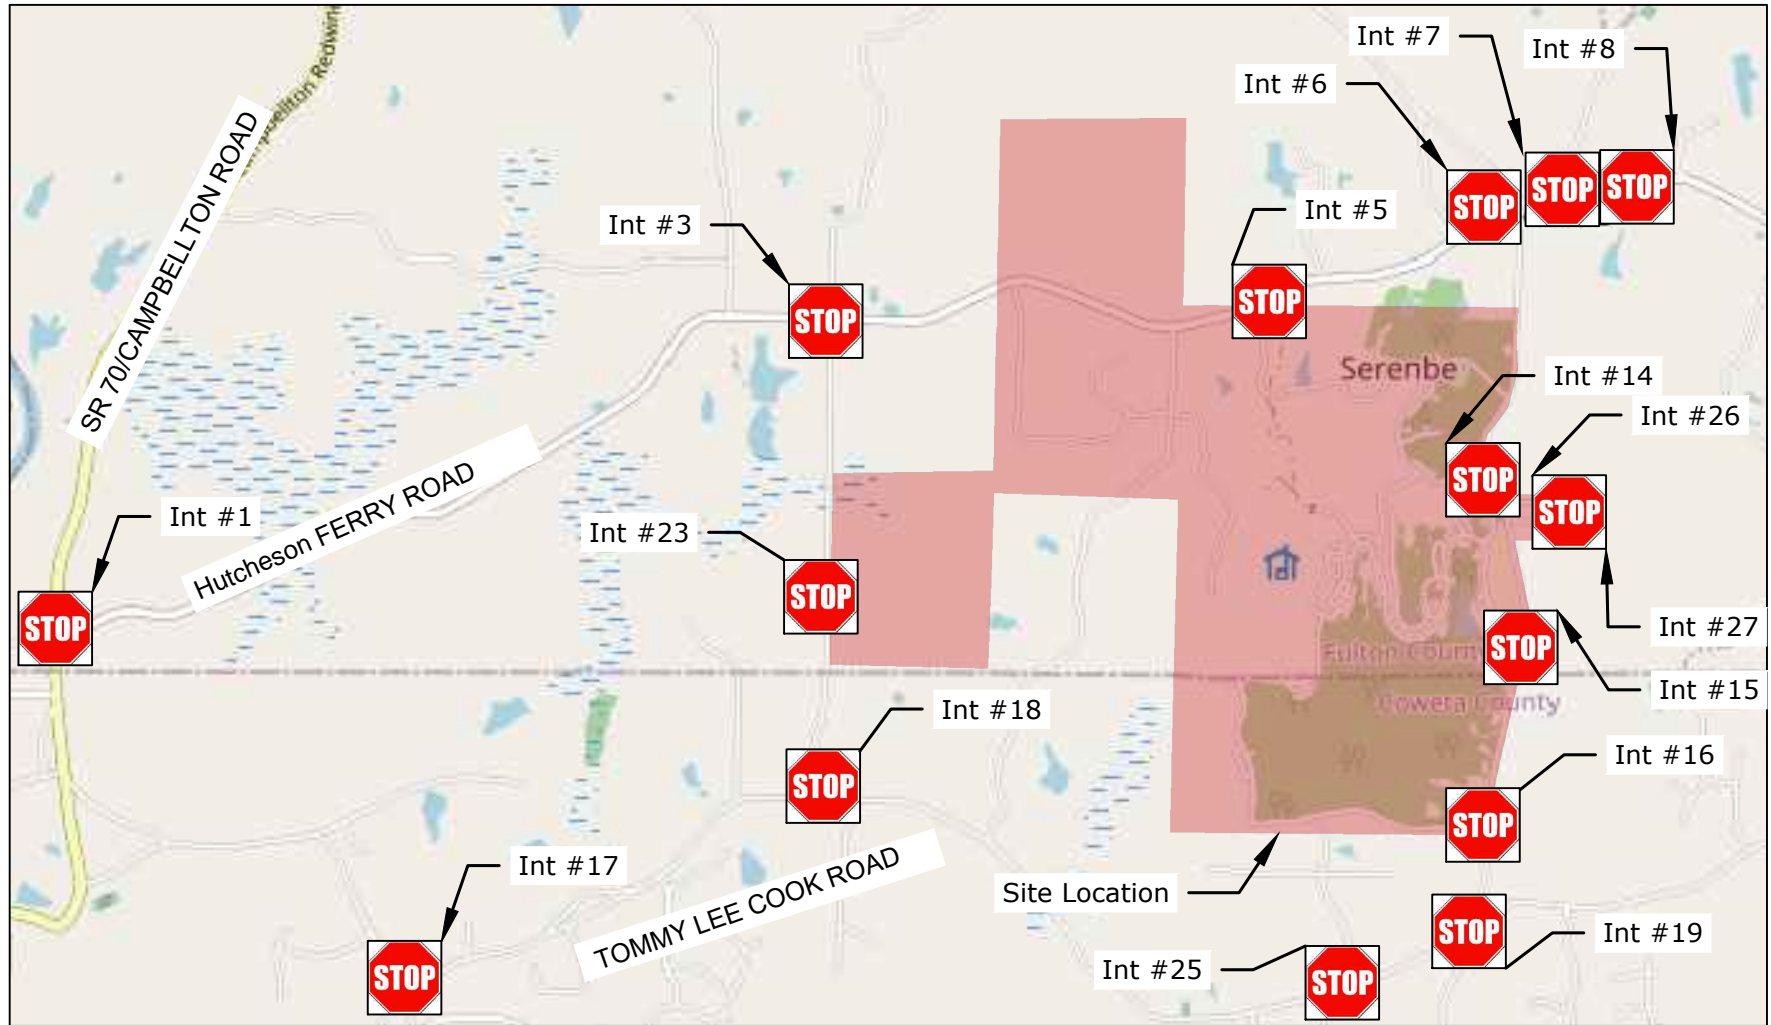 Int #7
Int #8
Int #6
SR 70/CAMPBELLTON ROAD
Campbellton Redwin
STOP
STOP
STOP
Int #3
Int #5
STOP
STOP
Serenbe
Int #14
Int #26
STOP
STOP
Hutcheson FERRY ROAD
Int #1
Int #23
STOP
STOP
STOP
Int #27
Fulton County
Int #15
Coweta County
Int #18
STOP
Int #16
STOP
Int #17
TOMMY LEE COOK ROAD
Site Location
STOP
Int #19
Int #25
STOP
STOP